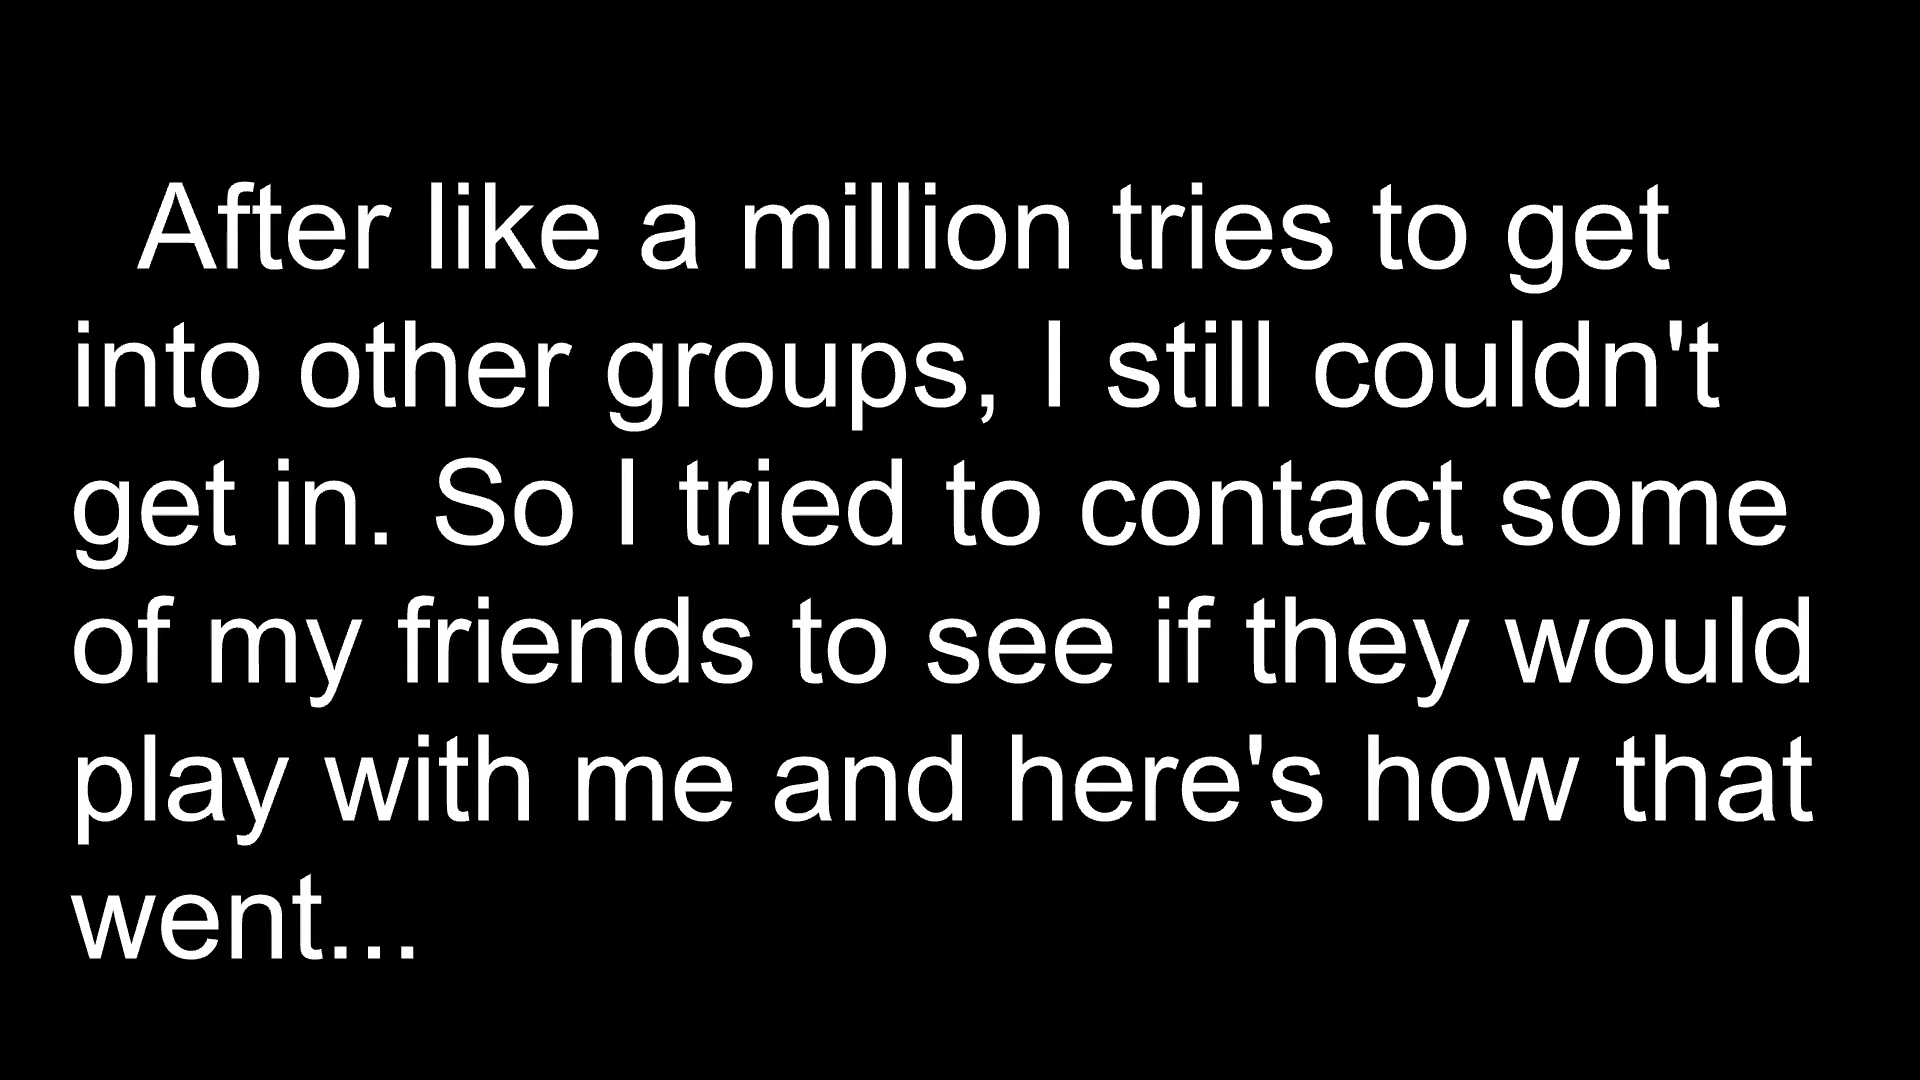 After like a million tries to get
into other groups, I still couldn't
get in. So I tried to contact some
of my friends to see if they would
play with me and here's how that
went...